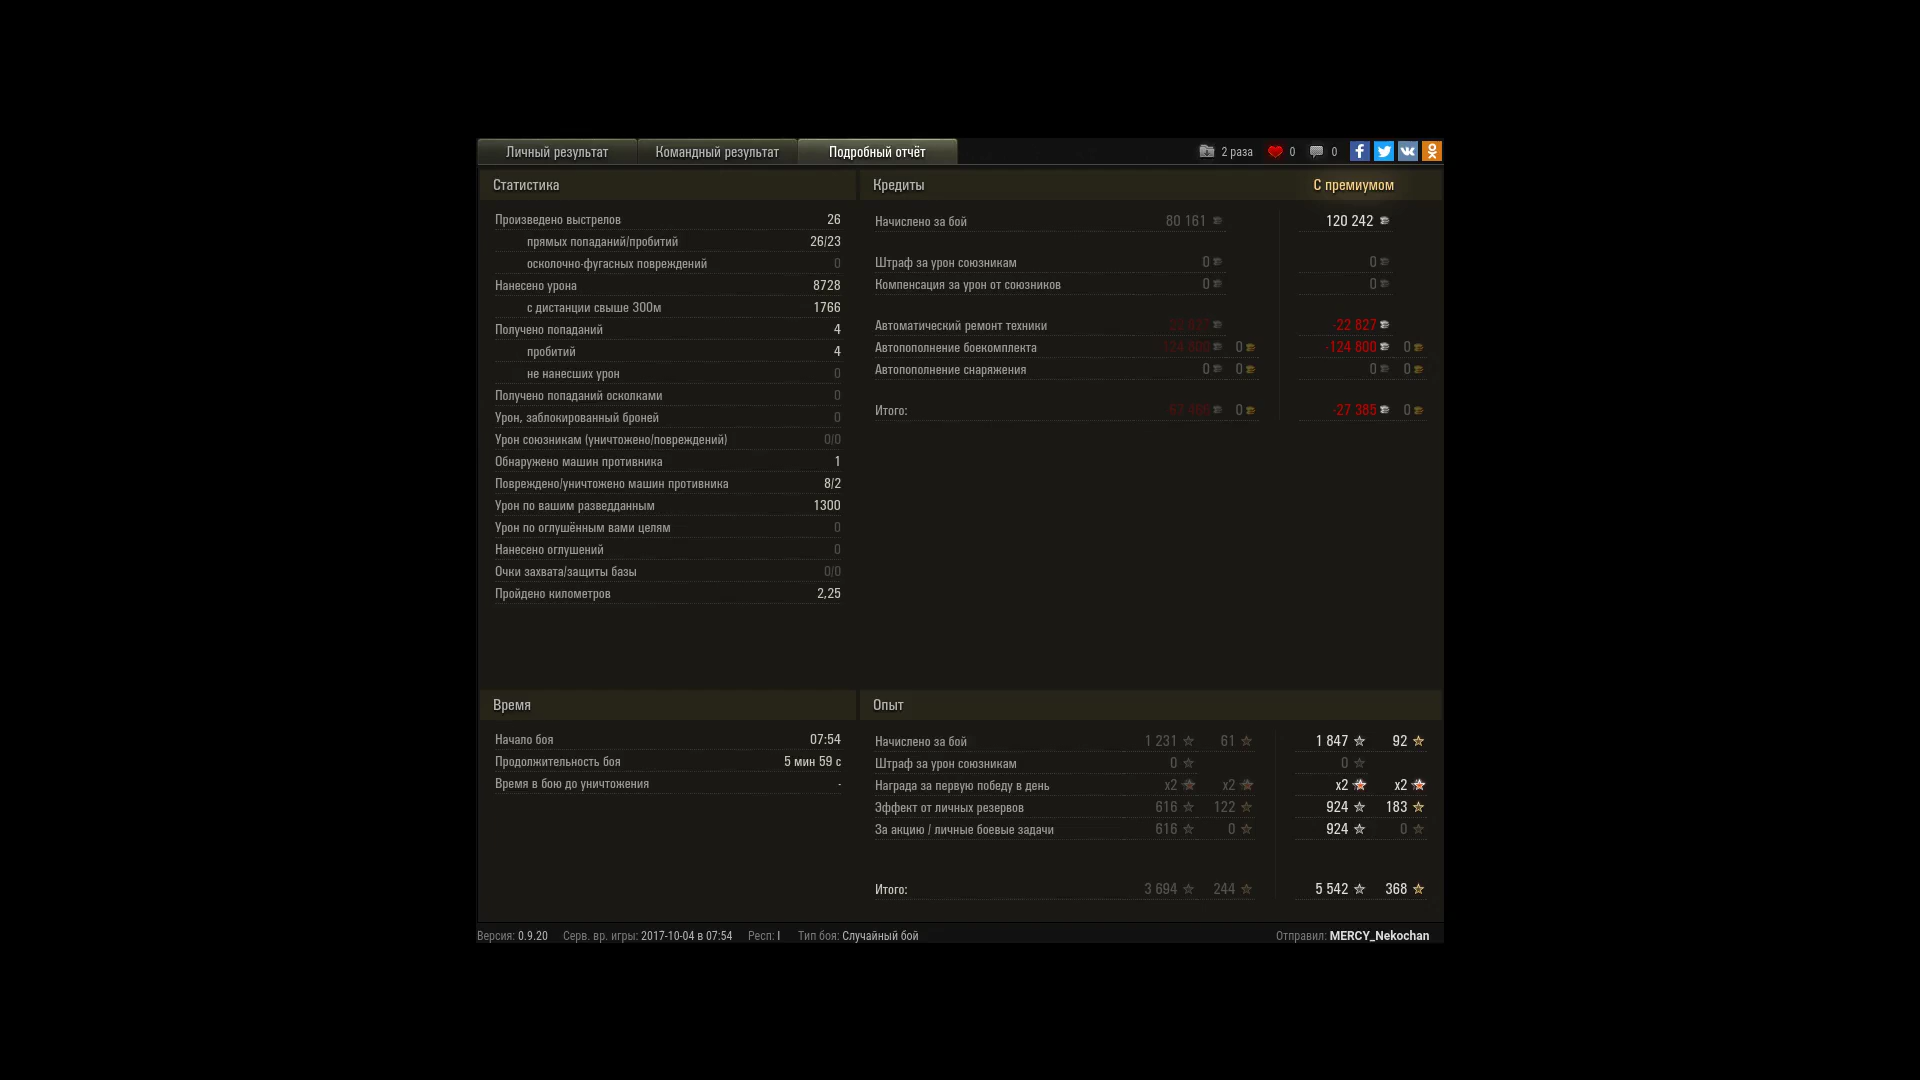 Личный результат Командный результат Подробный отчёт 2 раза 0 0
Статистика
Произведено выстрелов 26
прямых попаданий/пробитий 26/23
осколочно-фугасных повреждений 0
Нанесено урона 8728
с дистанции свыше 300м 1766
Получено попаданий 4
пробитий 4
не нанесших урон 0
Получено попаданий осколками 0
Урон, заблокированный броней 0
Урон союзникам (уничтожено/повреждений) 0/0
Обнаружено машин противника 1
Повреждено/уничтожено машин противника 8/2
Урон по вашим разведданным 1300
Урон по оглушённым вами целям 0
Нанесено оглушений 0
Очки захвата/защиты базы 0/0
Пройдено километров 2,25
Кредиты С премиумом
Начислено за бой 80 161 120 242
Штраф за урон союзникам 0 0
Компенсация за урон от союзников 0 0
Автоматический ремонт техники -22 827
Автопополнение боекомплекта -124 800 0 -124 800 0
Автопополнение снаряжения 0 0 0 0
Итого: 0 -27 385 0
Время
Начало боя 07:54
Продолжительность боя 5 мин 59 с
Время в бою до уничтожения -
Опыт
Начислено за бой 1 231 61 1 847 92
Штраф за урон союзникам 0 0
Награда за первую победу в день x2 x2 x2 x2
Эффект от личных резервов 616 122 924 183
За акцию / личные боевые задачи 616 0 924 0
Итого: 3 694 244 5 542 368
Версия: 0.9.20 Серв. вр. игры: 2017-10-04 в 07:54 Респ: I Тип боя: Случайный бой Отправил: MERCY_Nekochan